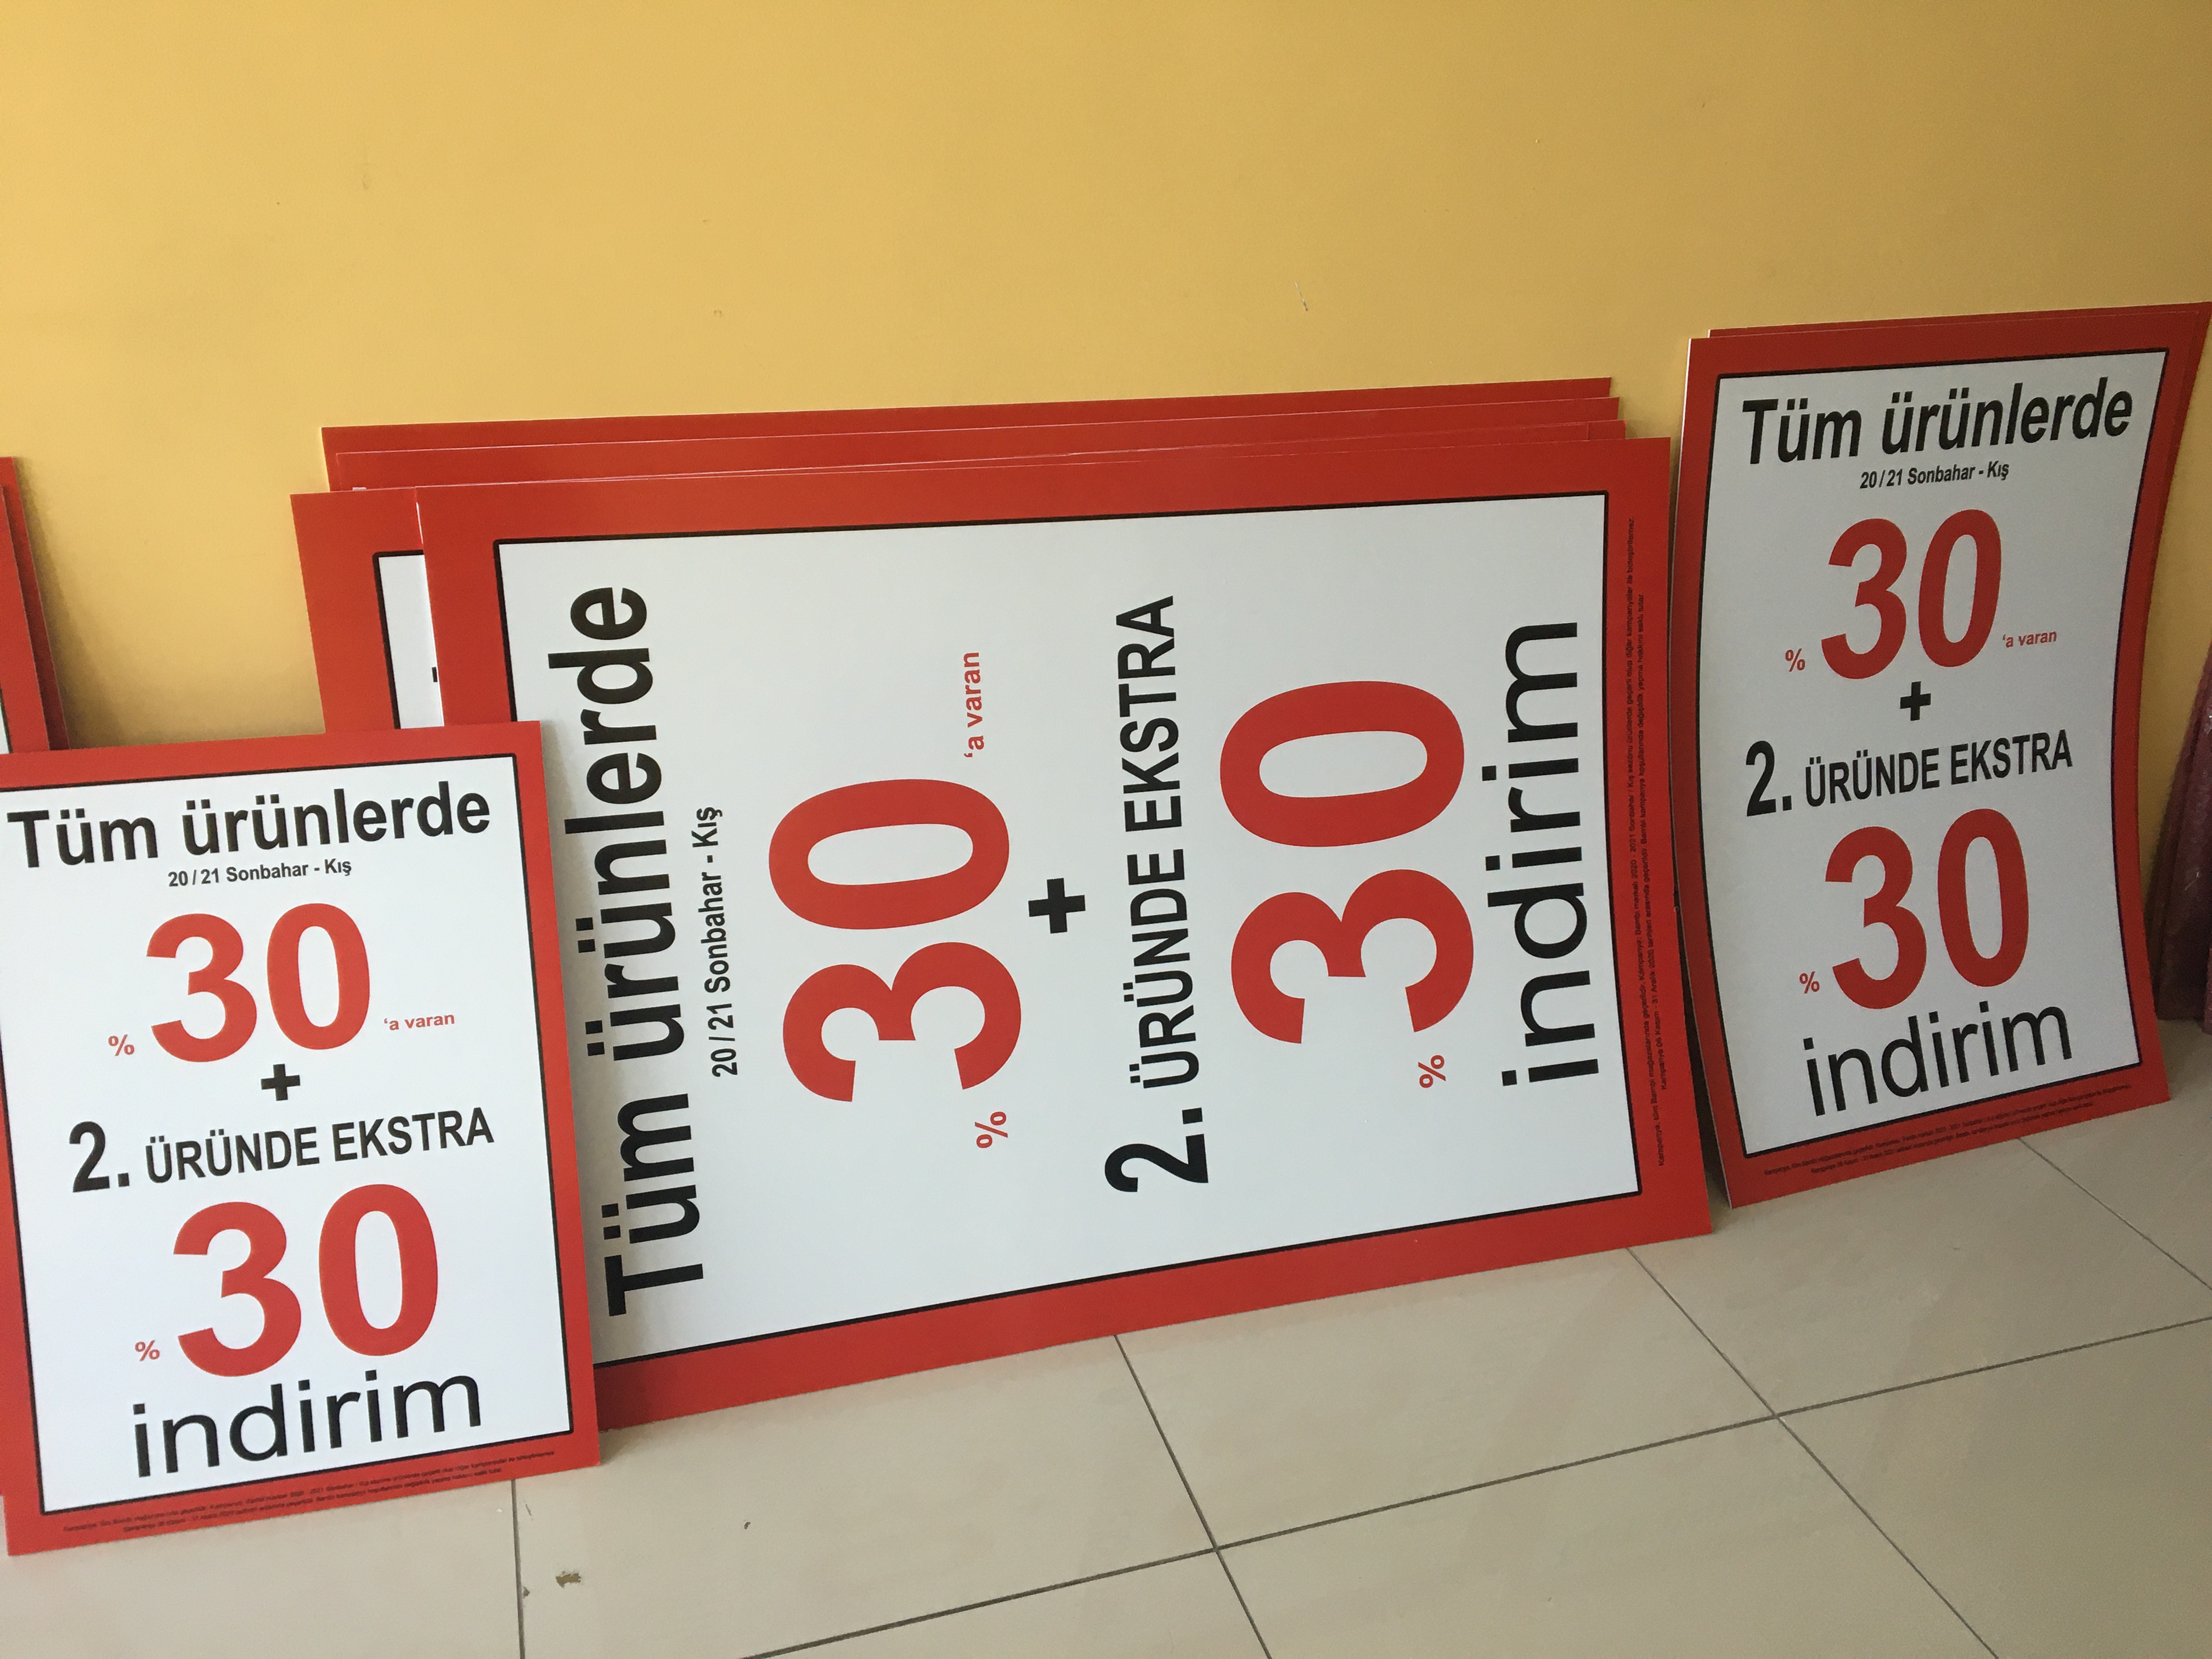 Tüm ürünlerde
20/21 Sonbahar - Kış
% 30 'a varan
+
2. ÜRÜNDE EKSTRA
% 30
indirim
Tüm ürünlerde
20/21 Sonbahar - Kış
% 30 'a varan
+
2. ÜRÜNDE EKSTRA
% 30
indirim
Tüm ürünlerde
20/21 Sonbahar - Kış
% 30 'a varan
+
2. ÜRÜNDE EKSTRA
% 30
indirim